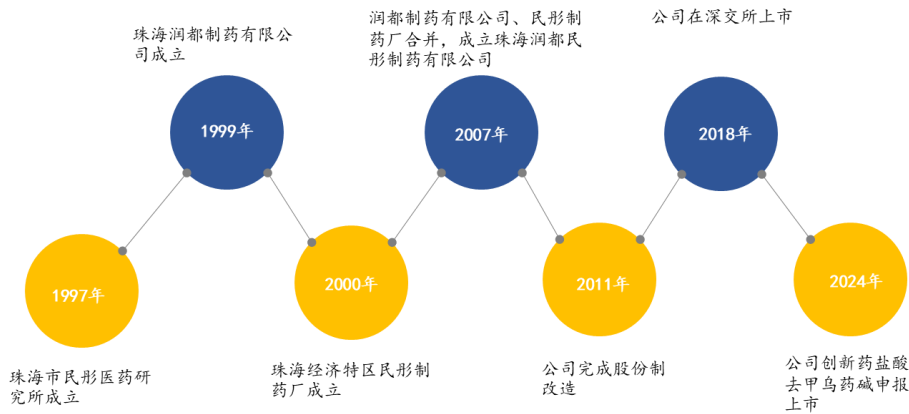 珠海润都制药有限公
司成立
润都制药有限公司、民彤制
药厂合并，成立珠海润都民
彤制药有限公司
公司在深交所上市
1999年
2007年
2018年
1997年
2000年
2011年
2024年
珠海市民彤医药研
究所成立
珠海经济特区民彤制
药厂成立
公司完成股份制
改造
公司创新药盐酸
去甲乌药碱申报
上市